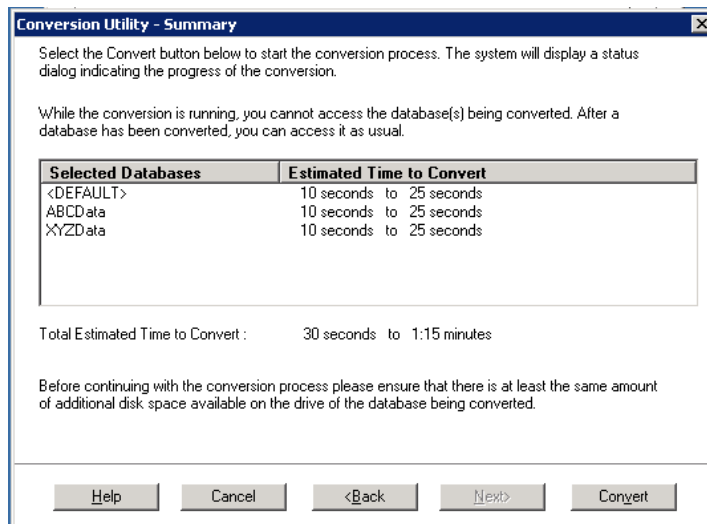 Conversion Utility - Summary
Select the Convert button below to start the conversion process. The system will display a status
dialog indicating the progress of the conversion.
While the conversion is running, you cannot access the database(s) being converted. After a
database has been converted, you can access it as usual.
Selected Databases Estimated Time to Convert
<DEFAULT> 10 seconds to 25 seconds
ABCData 10 seconds to 25 seconds
XYZData 10 seconds to 25 seconds
Total Estimated Time to Convert : 30 seconds to 1:15 minutes
Before continuing with the conversion process please ensure that there is at least the same amount
of additional disk space available on the drive of the database being converted.
Help Cancel <Back Next> Convert